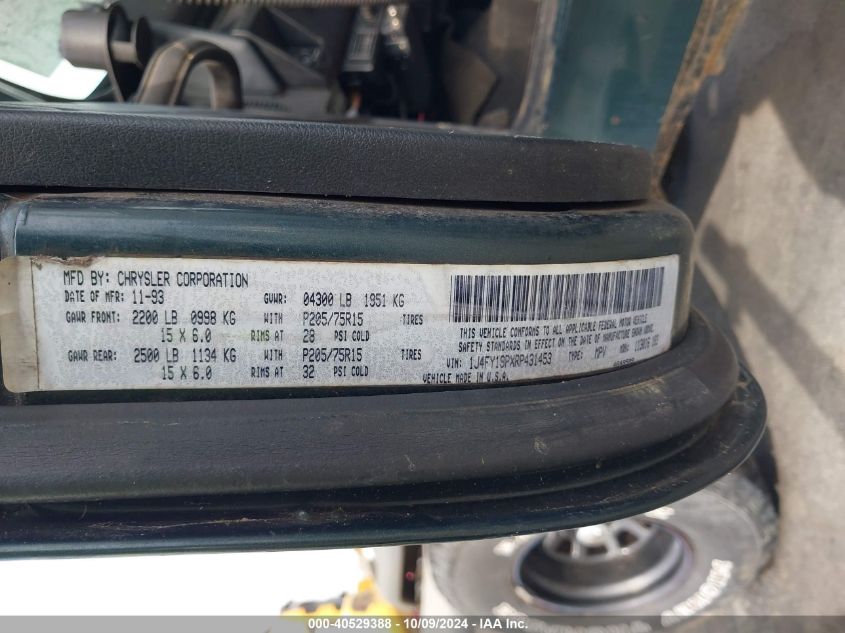 MFD BY: CHRYSLER CORPORATION
DATE OF MFR: 11-93 GVWR: 04300 LB 1951 KG
GAWR FRONT: 2200 LB 0998 KG WITH P205/75R15 TIRES
15 X 6.0 RIMS AT 28 PSI COLD
GAWR REAR: 2500 LB 1134 KG WITH P205/75R15 TIRES
15 X 6.0 RIMS AT 32 PSI COLD
THIS VEHICLE CONFORMS TO ALL APPLICABLE FEDERAL MOTOR VEHICLE
SAFETY STANDARDS IN EFFECT ON THE DATE OF MANUFACTURE SHOWN ABOVE.
VIN: 1J4FY19PXRP431453 TYPE: MPV
VEHICLE MADE IN U.S.A.
000-40529388 - 10/09/2024 - IAA Inc.